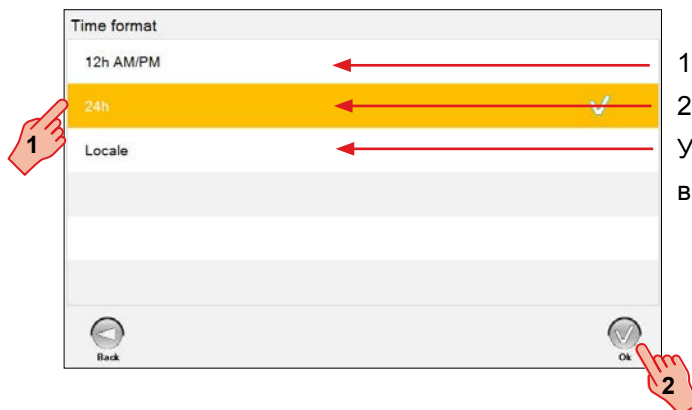 Time format
12h AM/PM
1
24h
2
1
Locale
У
в
Back
Ok
2